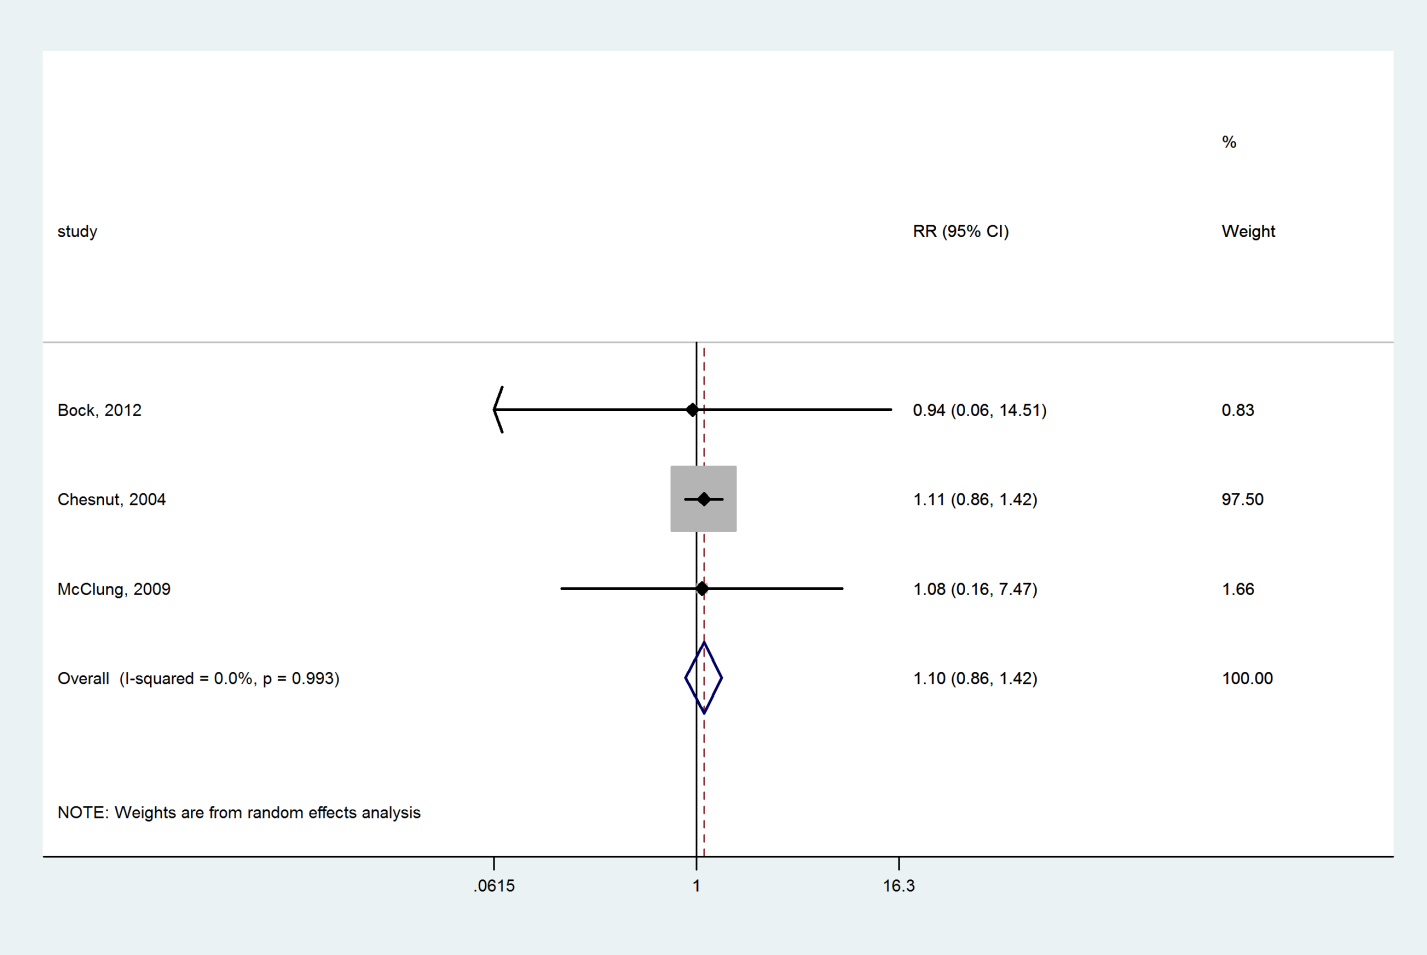 %
study RR (95% CI) Weight
Bock, 2012 0.94 (0.06, 14.51) 0.83
Chesnut, 2004 1.11 (0.86, 1.42) 97.50
McClung, 2009 1.08 (0.16, 7.47) 1.66
Overall (I-squared = 0.0%, p = 0.993) 1.10 (0.86, 1.42) 100.00
NOTE: Weights are from random effects analysis
.0615 1 16.3